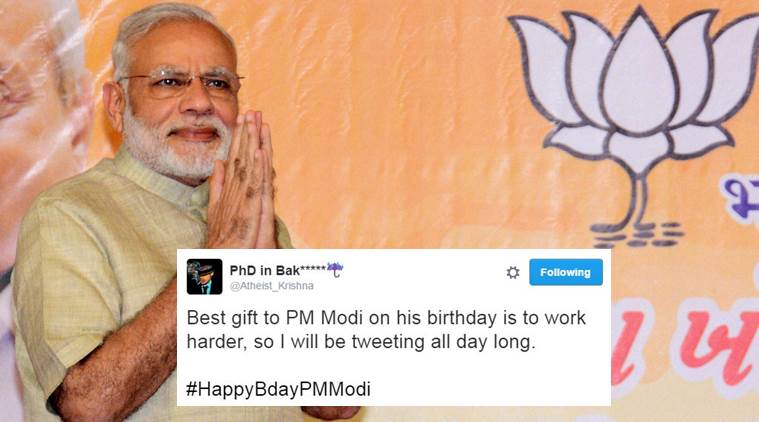 PhD in Bak*****☔
@Atheist_Krishna
Following
Best gift to PM Modi on his birthday is to work
harder, so I will be tweeting all day long.
#HappyBdayPMModi